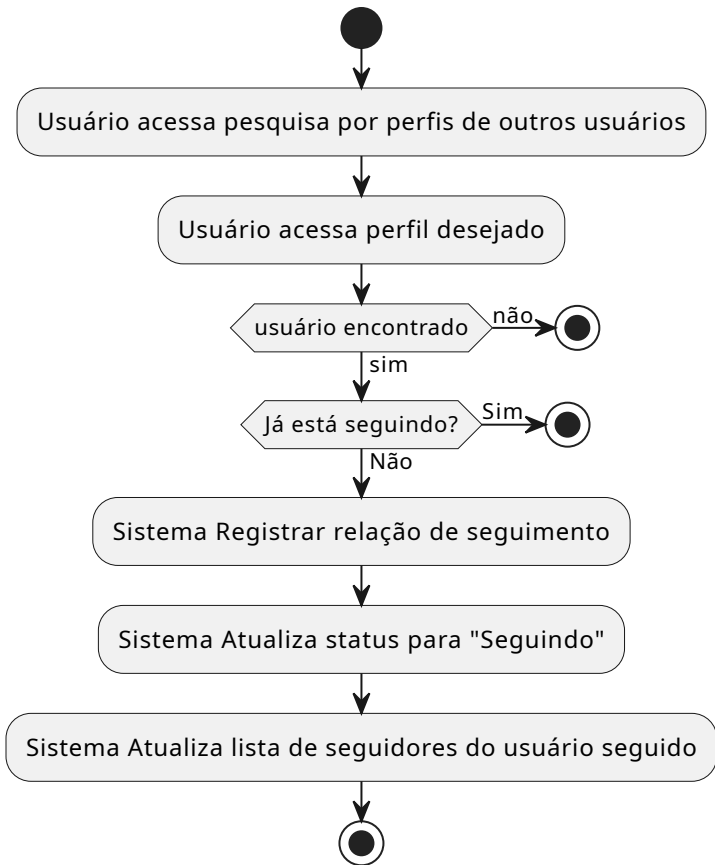 Usuário acessa pesquisa por perfis de outros usuários
Usuário acessa perfil desejado
usuário encontrado
não
sim
Já está seguindo?
Sim
Não
Sistema Registrar relação de seguimento
Sistema Atualiza status para "Seguindo"
Sistema Atualiza lista de seguidores do usuário seguido